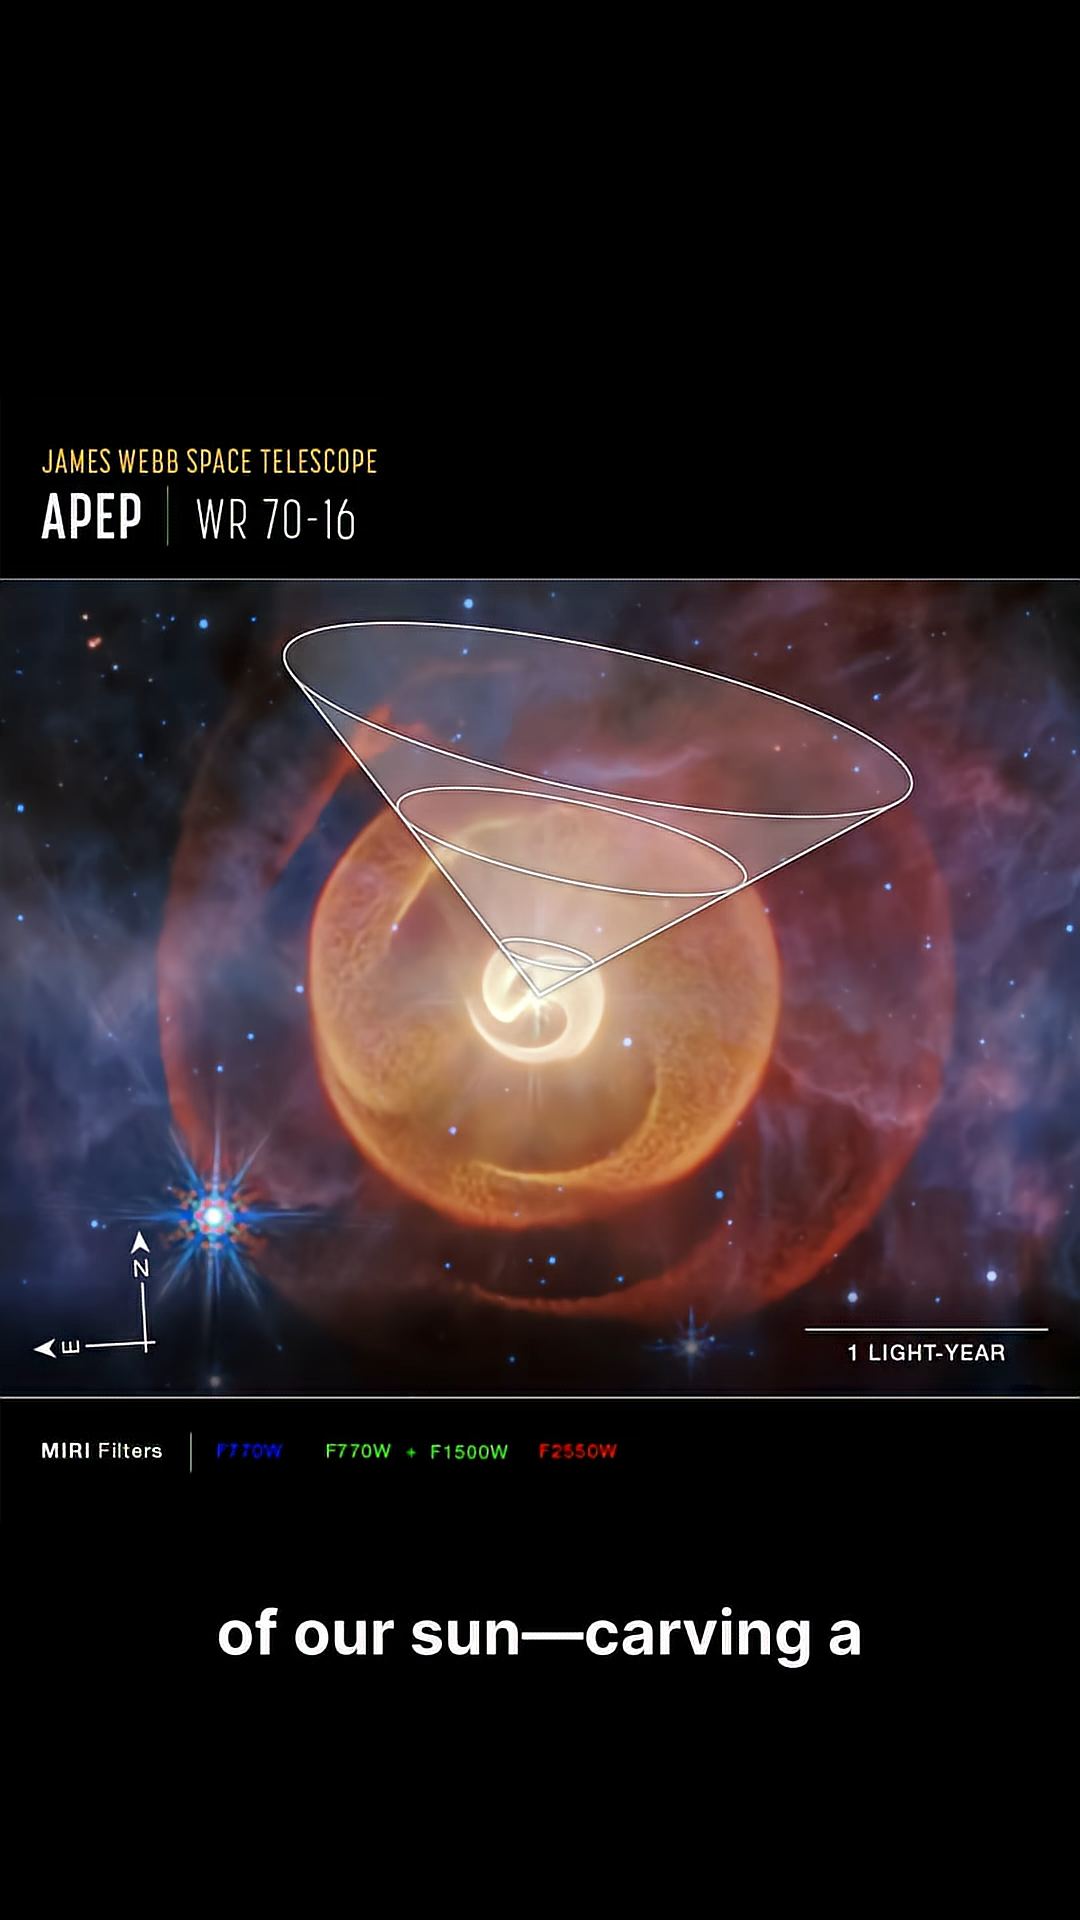 JAMES WEBB SPACE TELESCOPE
APEP | WR 70-16
N
E
1 LIGHT-YEAR
MIRI Filters | F770W F770W + F1500W F2550W
of our sun—carving a